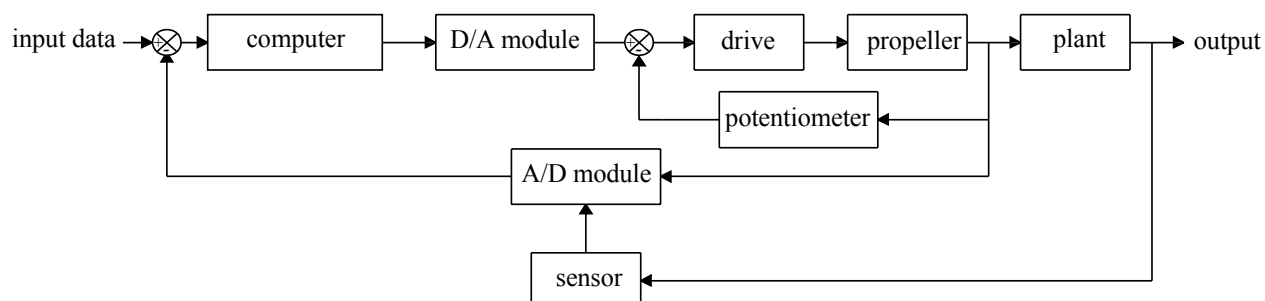 input data
computer
D/A module
drive
propeller
plant
output
potentiometer
A/D module
sensor